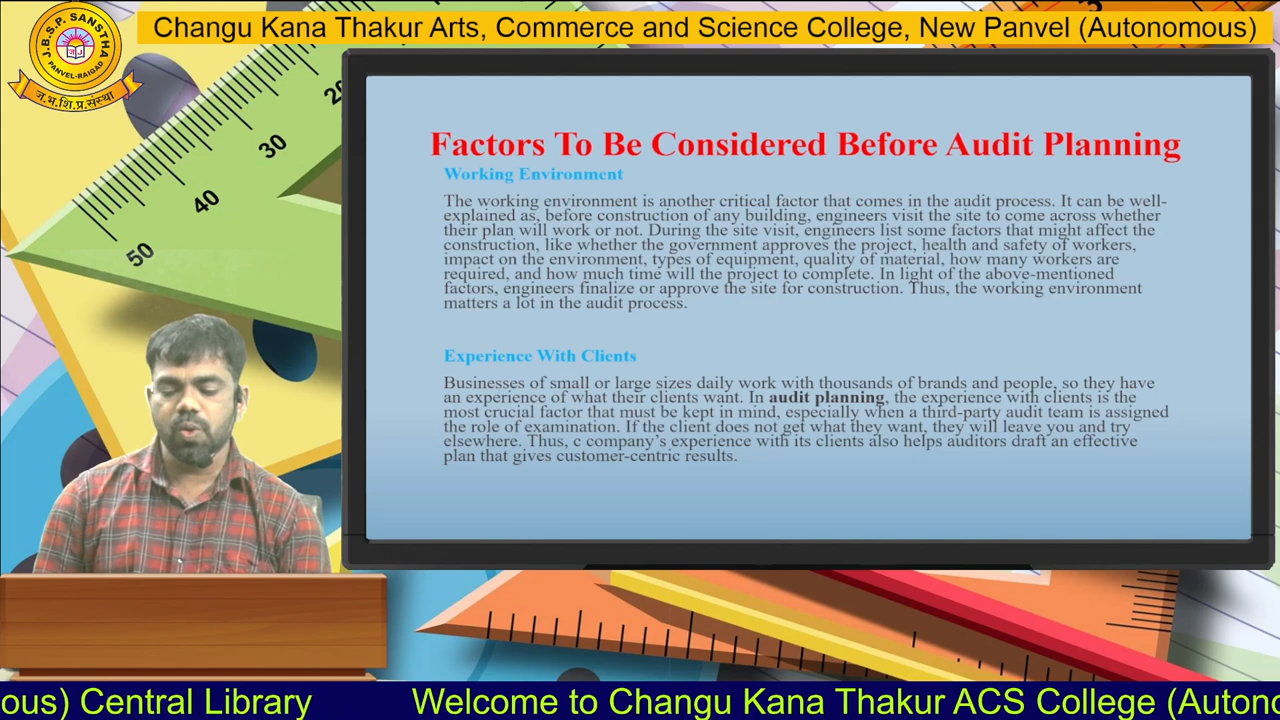 Changu Kana Thakur Arts, Commerce and Science College, New Panvel (Autonomous)
J.B.S.P. SANSTHA
PANVEL-RAIGAD
ज.भ.शि.प्र.संस्था
30
40
50
Factors To Be Considered Before Audit Planning
Working Environment
The working environment is another critical factor that comes in the audit process. It can be well-
explained as, before construction of any building, engineers visit the site to come across whether
their plan will work or not. During the site visit, engineers list some factors that might affect the
construction, like whether the government approves the project, health and safety of workers,
impact on the environment, types of equipment, quality of material, how many workers are
required, and how much time will the project to complete. In light of the above-mentioned
factors, engineers finalize or approve the site for construction. Thus, the working environment
matters a lot in the audit process.
Experience With Clients
Businesses of small or large sizes daily work with thousands of brands and people, so they have
an experience of what their clients want. In audit planning, the experience with clients is the
most crucial factor that must be kept in mind, especially when a third-party audit team is assigned
the role of examination. If the client does not get what they want, they will leave you and try
elsewhere. Thus, c company's experience with its clients also helps auditors draft an effective
plan that gives customer-centric results.
ous) Central Library Welcome to Changu Kana Thakur ACS College (Autono